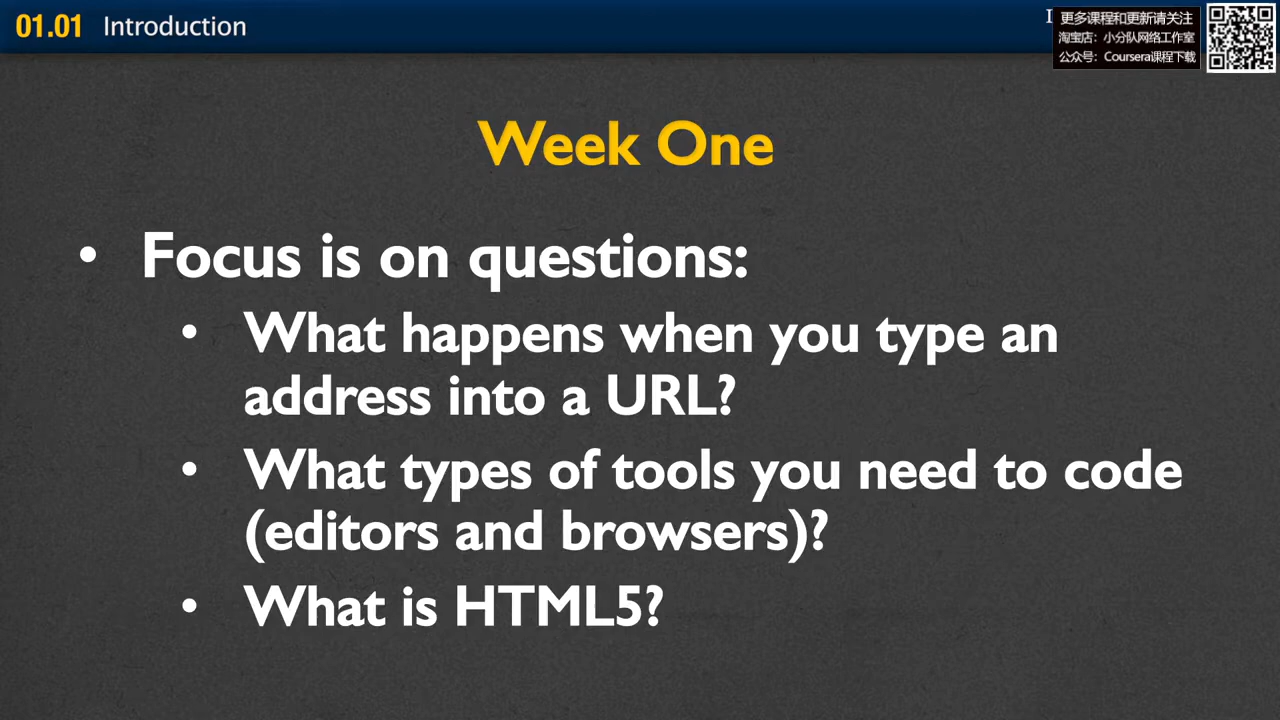 01.01 Introduction
更多课程和更新请关注
淘宝店：小分队网络工作室
公众号：Coursera课程下载
Week One
• Focus is on questions:
• What happens when you type an
address into a URL?
• What types of tools you need to code
(editors and browsers)?
• What is HTML5?